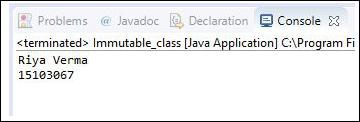 Problems @ Javadoc Declaration Console
<terminated> Immutable_class [Java Application] C:\Program Fi
Riya Verma
15103067